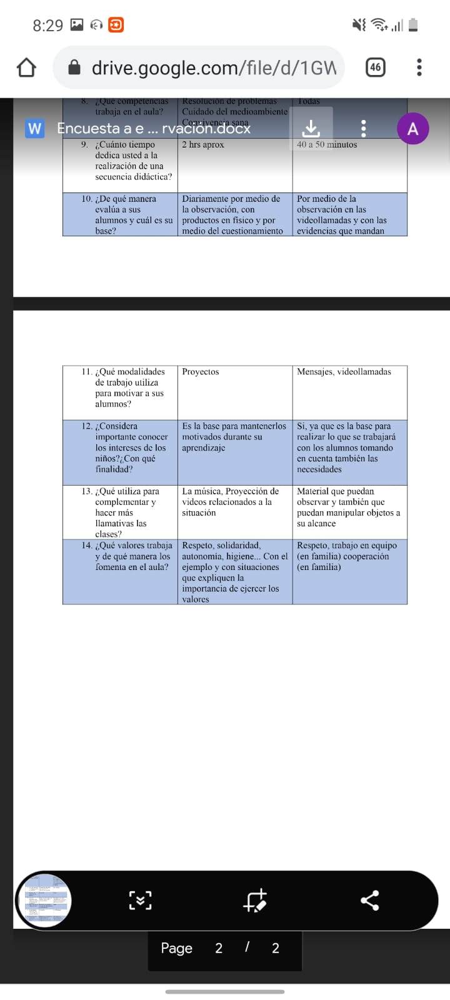 8:29
drive.google.com/file/d/1GW
46
8. ¿Qué competencias
trabaja en el aula?
Resolución de problemas
Cuidado del medioambiente
Convivencia sana
Todas
W
Encuesta a e ... rvación.docx
A
9. ¿Cuánto tiempo
dedica usted a la
realización de una
secuencia didáctica?
2 hrs aprox
40 a 50 minutos
10. ¿De qué manera
evalúa a sus
alumnos y cuál es su
base?
Diariamente por medio de
la observación, con
productos en físico y por
medio del cuestionamiento
Por medio de la
observación en las
videollamadas y con las
evidencias que mandan
11. ¿Qué modalidades
de trabajo utiliza
para motivar a sus
alumnos?
Proyectos
Mensajes, videollamadas
12. ¿Considera
importante conocer
los intereses de los
niños?¿Con qué
finalidad?
Es la base para mantenerlos
motivados durante su
aprendizaje
Si, ya que es la base para
realizar lo que se trabajará
con los alumnos tomando
en cuenta también las
necesidades
13. ¿Qué utiliza para
complementar y
hacer más
llamativas las
clases?
La música, Proyección de
videos relacionados a la
situación
Material que puedan
observar y también que
puedan manipular objetos a
su alcance
14. ¿Qué valores trabaja
y de qué manera los
fomenta en el aula?
Respeto, solidaridad,
autonomía, higiene... Con el
ejemplo y con situaciones
que expliquen la
importancia de ejercer los
valores
Respeto, trabajo en equipo
(en familia) cooperación
(en familia)
Page 2 / 2